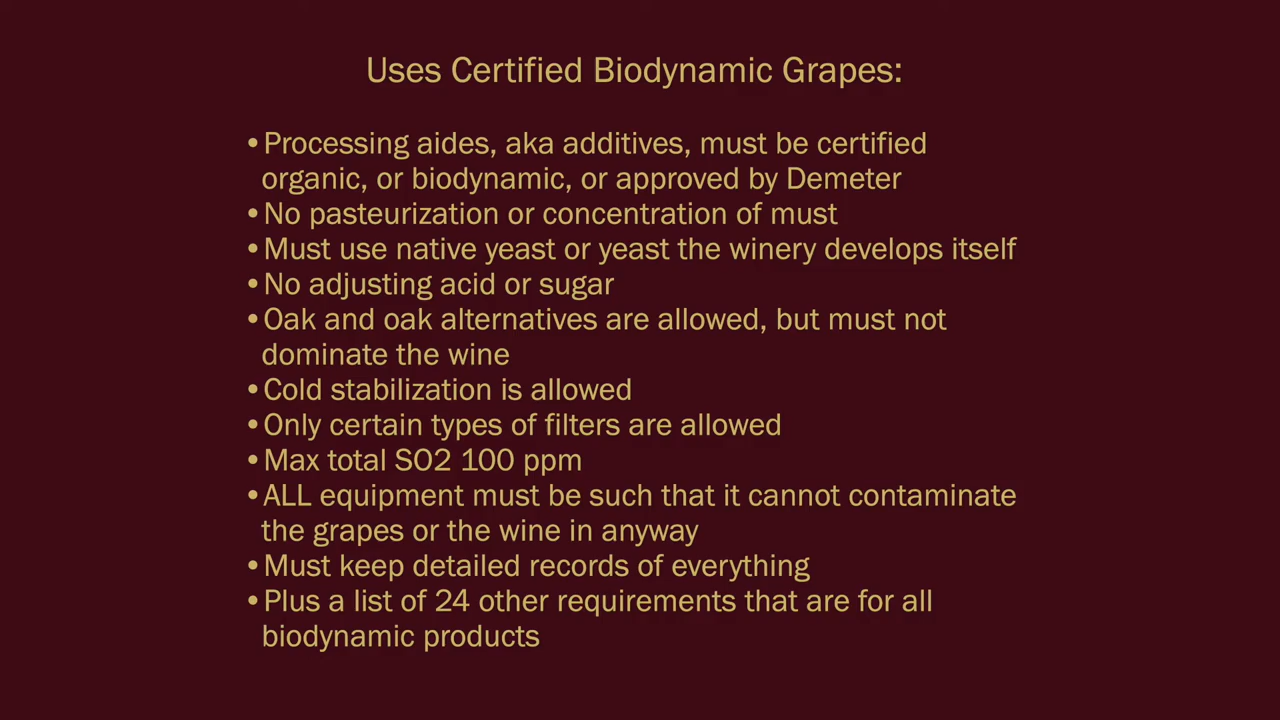 Uses Certified Biodynamic Grapes:
•Processing aides, aka additives, must be certified
organic, or biodynamic, or approved by Demeter
•No pasteurization or concentration of must
•Must use native yeast or yeast the winery develops itself
•No adjusting acid or sugar
•Oak and oak alternatives are allowed, but must not
dominate the wine
•Cold stabilization is allowed
•Only certain types of filters are allowed
•Max total SO2 100 ppm
•ALL equipment must be such that it cannot contaminate
the grapes or the wine in anyway
•Must keep detailed records of everything
•Plus a list of 24 other requirements that are for all
biodynamic products